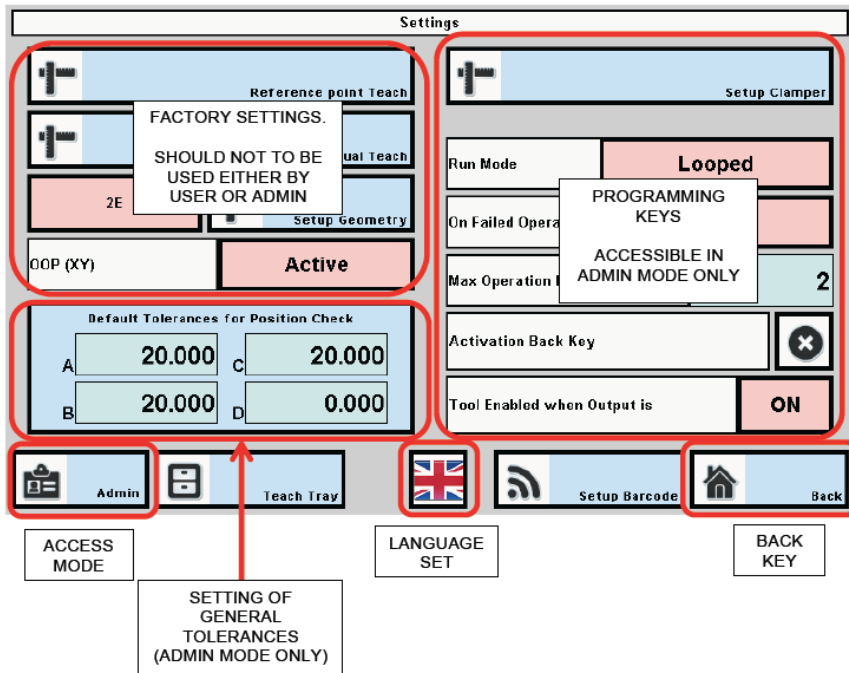 Settings
Reference point Teach
FACTORY SETTINGS.
SHOULD NOT TO BE
USED EITHER BY
USER OR ADMIN
ual Teach
2E
Setup Geometry
OOP (XY)
Active
Default Tolerances for Position Check
A 20.000 C 20.000
B 20.000 D 0.000
Setup Clamper
Run Mode
Looped
PROGRAMMING
KEYS
ACCESSIBLE IN
ADMIN MODE ONLY
On Failed Opera
Max Operation
2
Activation Back Key
Tool Enabled when Output is
ON
Admin
Teach Tray
Setup Barcode
Back
ACCESS
MODE
LANGUAGE
SET
BACK
KEY
SETTING OF
GENERAL
TOLERANCES
(ADMIN MODE ONLY)